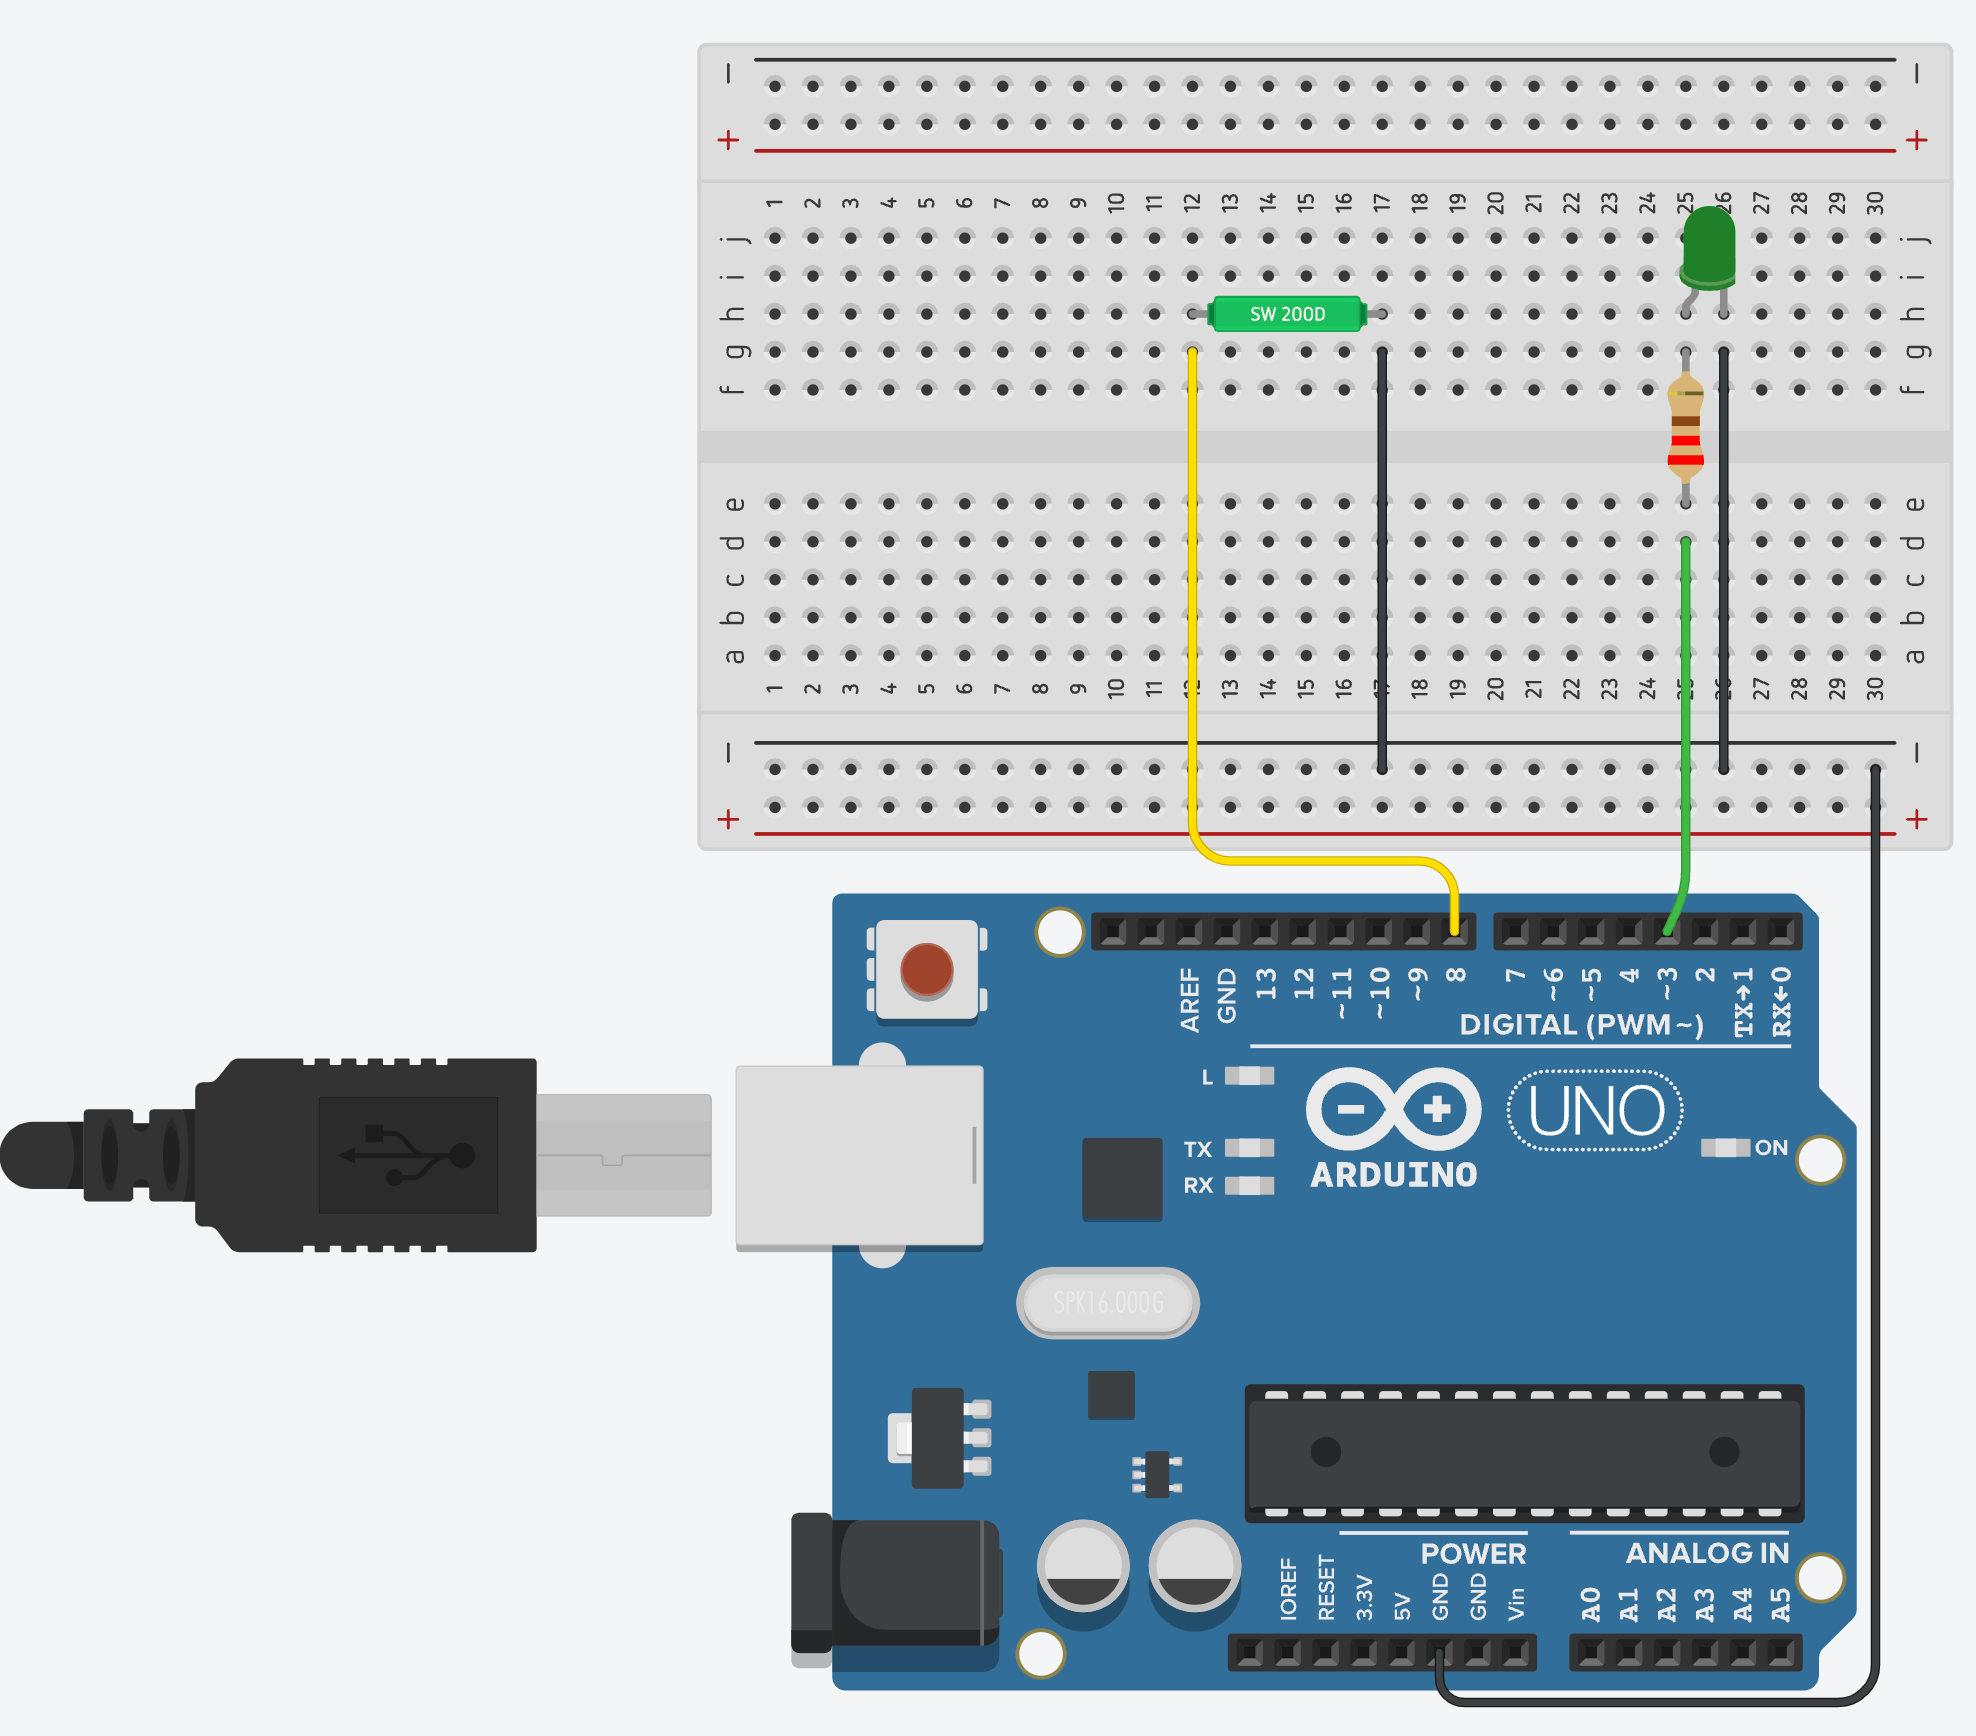 − −
+ +
1 2 3 4 5 6 7 8 9 10 11 12 13 14 15 16 17 18 19 20 21 22 23 24 25 26 27 28 29 30
j j
i i
h SW 200D h
g g
f f
e e
d d
c c
b b
a a
1 2 3 4 5 6 7 8 9 10 11 12 13 14 15 16 17 18 19 20 21 22 23 24 25 26 27 28 29 30
− −
+ +
AREF GND 13 12 ~11 ~10 ~9 8 7 ~6 ~5 4 ~3 2 TX→1 RX←0
DIGITAL (PWM~)
L
UNO
TX ON
RX ARDUINO
SPK16.000G
POWER ANALOG IN
IOREF RESET 3.3V 5V GND GND Vin A0 A1 A2 A3 A4 A5